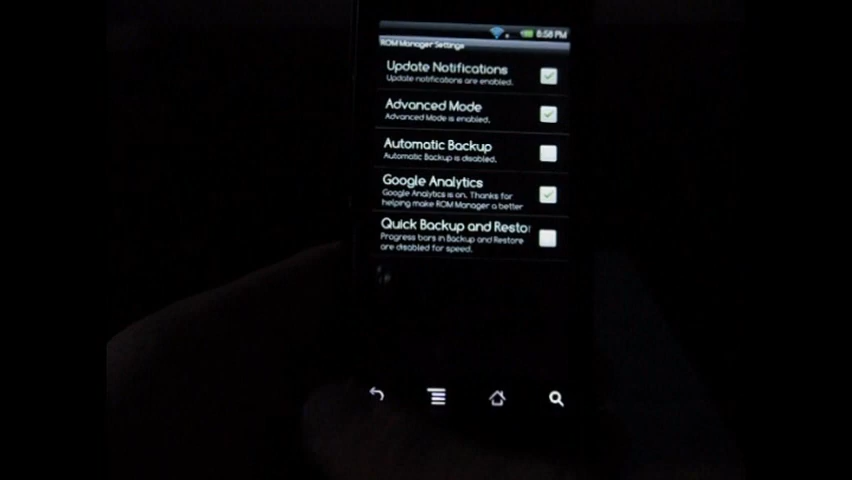 6:58 PM
ROM Manager Settings
Update Notifications
Update notifications are enabled.
Advanced Mode
Advanced Mode is enabled.
Automatic Backup
Automatic Backup is disabled.
Google Analytics
Google Analytics is on. Thanks for
helping make ROM Manager a better
Quick Backup and Resto
Progress bars in Backup and Restore
are disabled for speed.